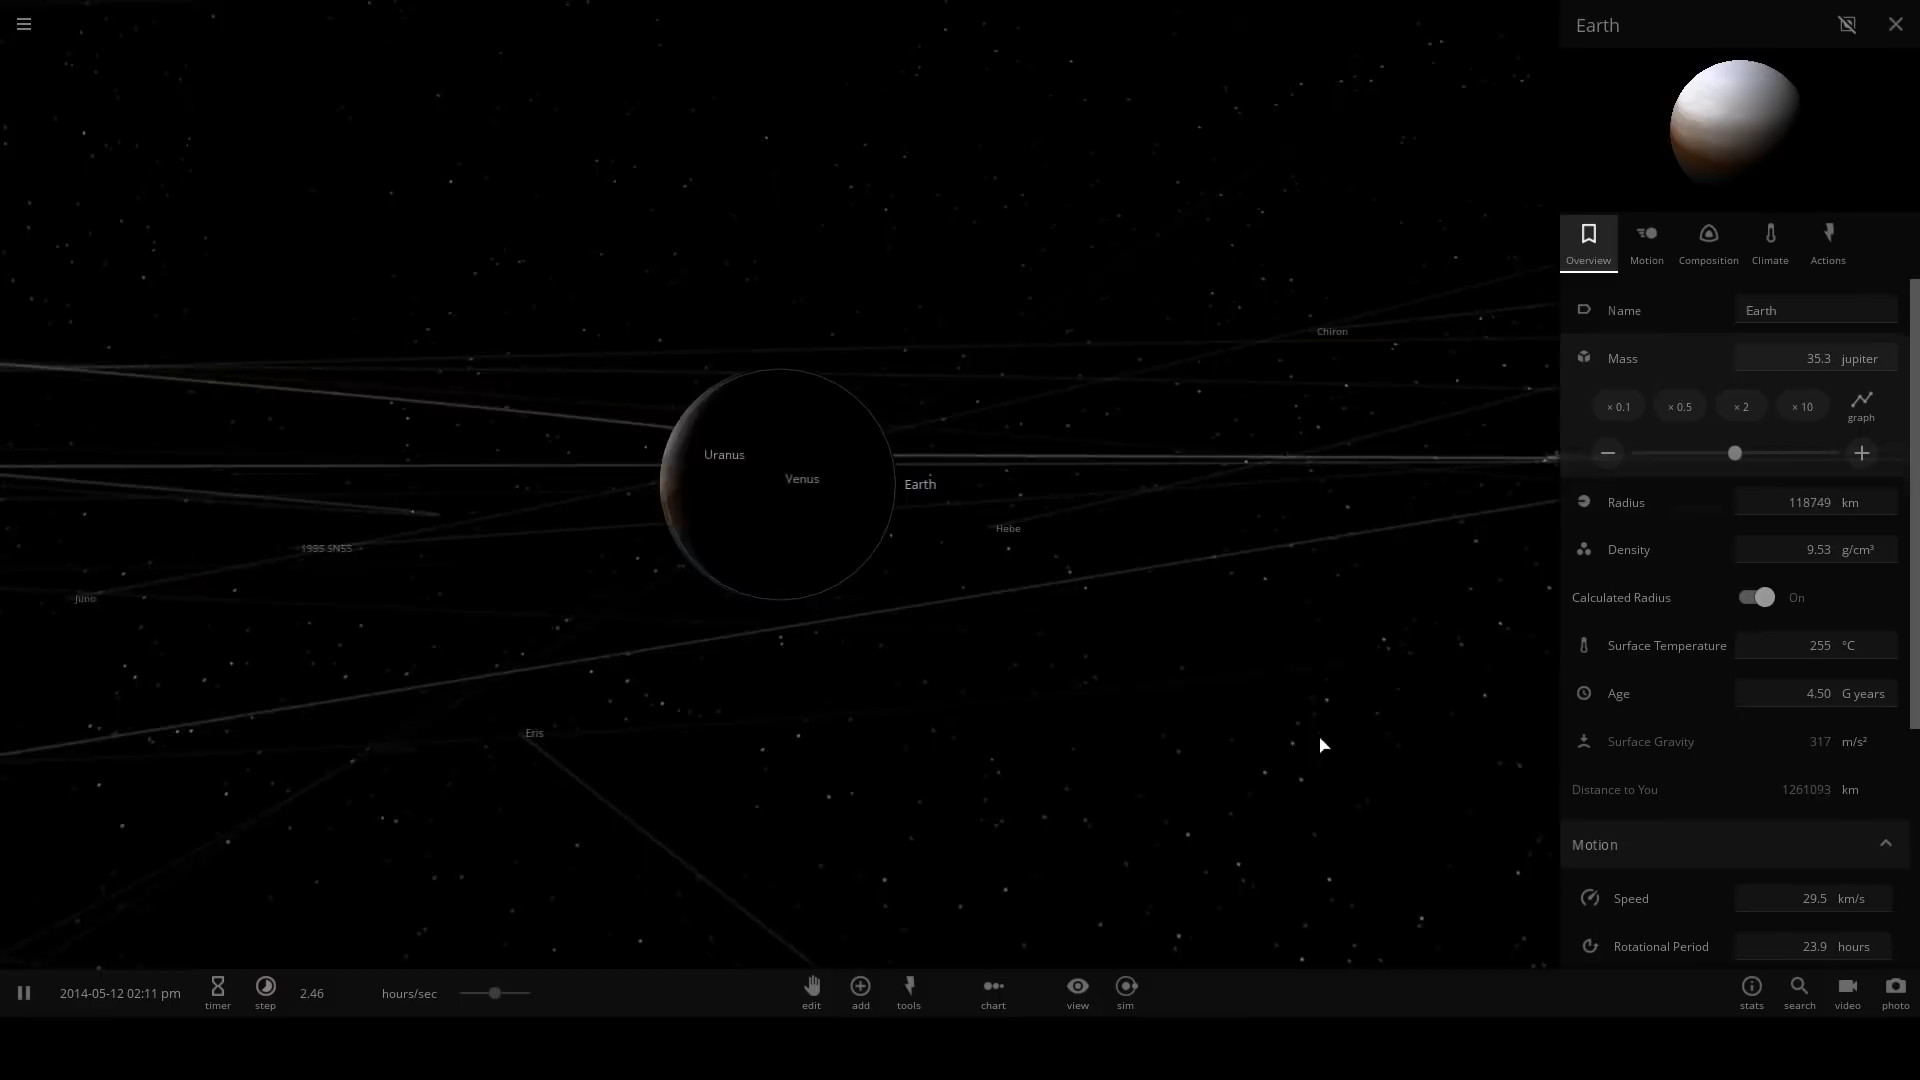 Earth
Overview
Motion
Composition
Climate
Actions
Name Earth
Chiron
Mass 35.3 jupiter
× 0.1 × 0.5 × 2 × 10 graph
Uranus
Venus
Earth
Radius 118749 km
Hebe
1995 SN55
Density 9.53 g/cm³
Juno
Calculated Radius On
Surface Temperature 255 °C
Age 4.50 G years
Eris
Surface Gravity 317 m/s²
Distance to You 1261093 km
Motion
Speed 29.5 km/s
Rotational Period 23.9 hours
2014-05-12 02:11 pm timer step 2.46 hours/sec edit add tools chart view sim stats search video photo